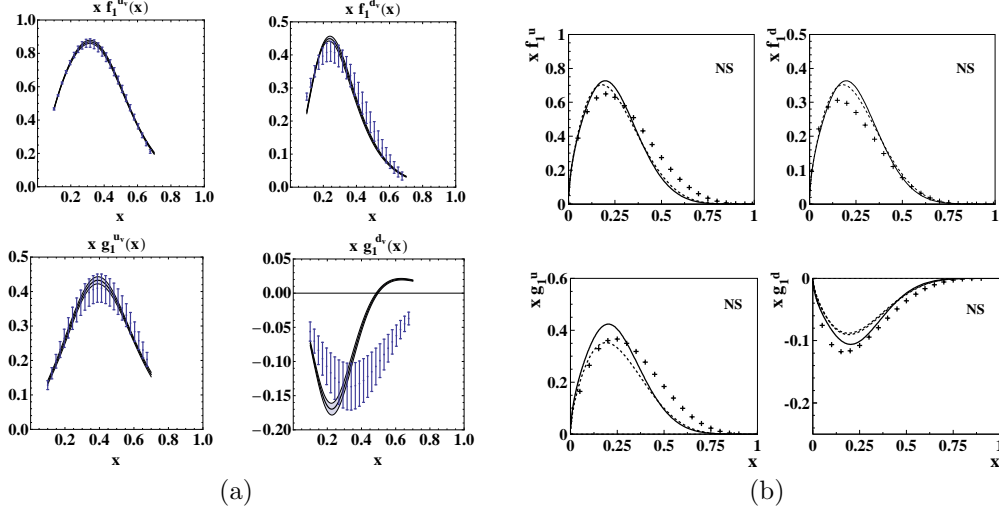 x f₁ᵘᵛ(x)
1.0
0.8
0.6
0.4
0.2
0.0
0.2 0.4 0.6 0.8 1.0
x
x f₁ᵈᵛ(x)
0.5
0.4
0.3
0.2
0.1
0.0
0.2 0.4 0.6 0.8 1.0
x
x g₁ᵘᵛ(x)
0.5
0.4
0.3
0.2
0.1
0.0
0.2 0.4 0.6 0.8 1.0
x
x g₁ᵈᵛ(x)
0.05
0.00
−0.05
−0.10
−0.15
−0.20
0.2 0.4 0.6 0.8 1.0
x
(a)
x f₁ᵘ
1
0.8
0.6
0.4
0.2
0
NS
0 0.25 0.5 0.75 1
x f₁ᵈ
0.5
0.4
0.3
0.2
0.1
0
NS
0 0.25 0.5 0.75 1
x g₁ᵘ
0.6
0.4
0.2
0
NS
0 0.25 0.5 0.75 1
x
x g₁ᵈ
0
-0.1
-0.2
NS
0 0.25 0.5 0.75 1
x
(b)